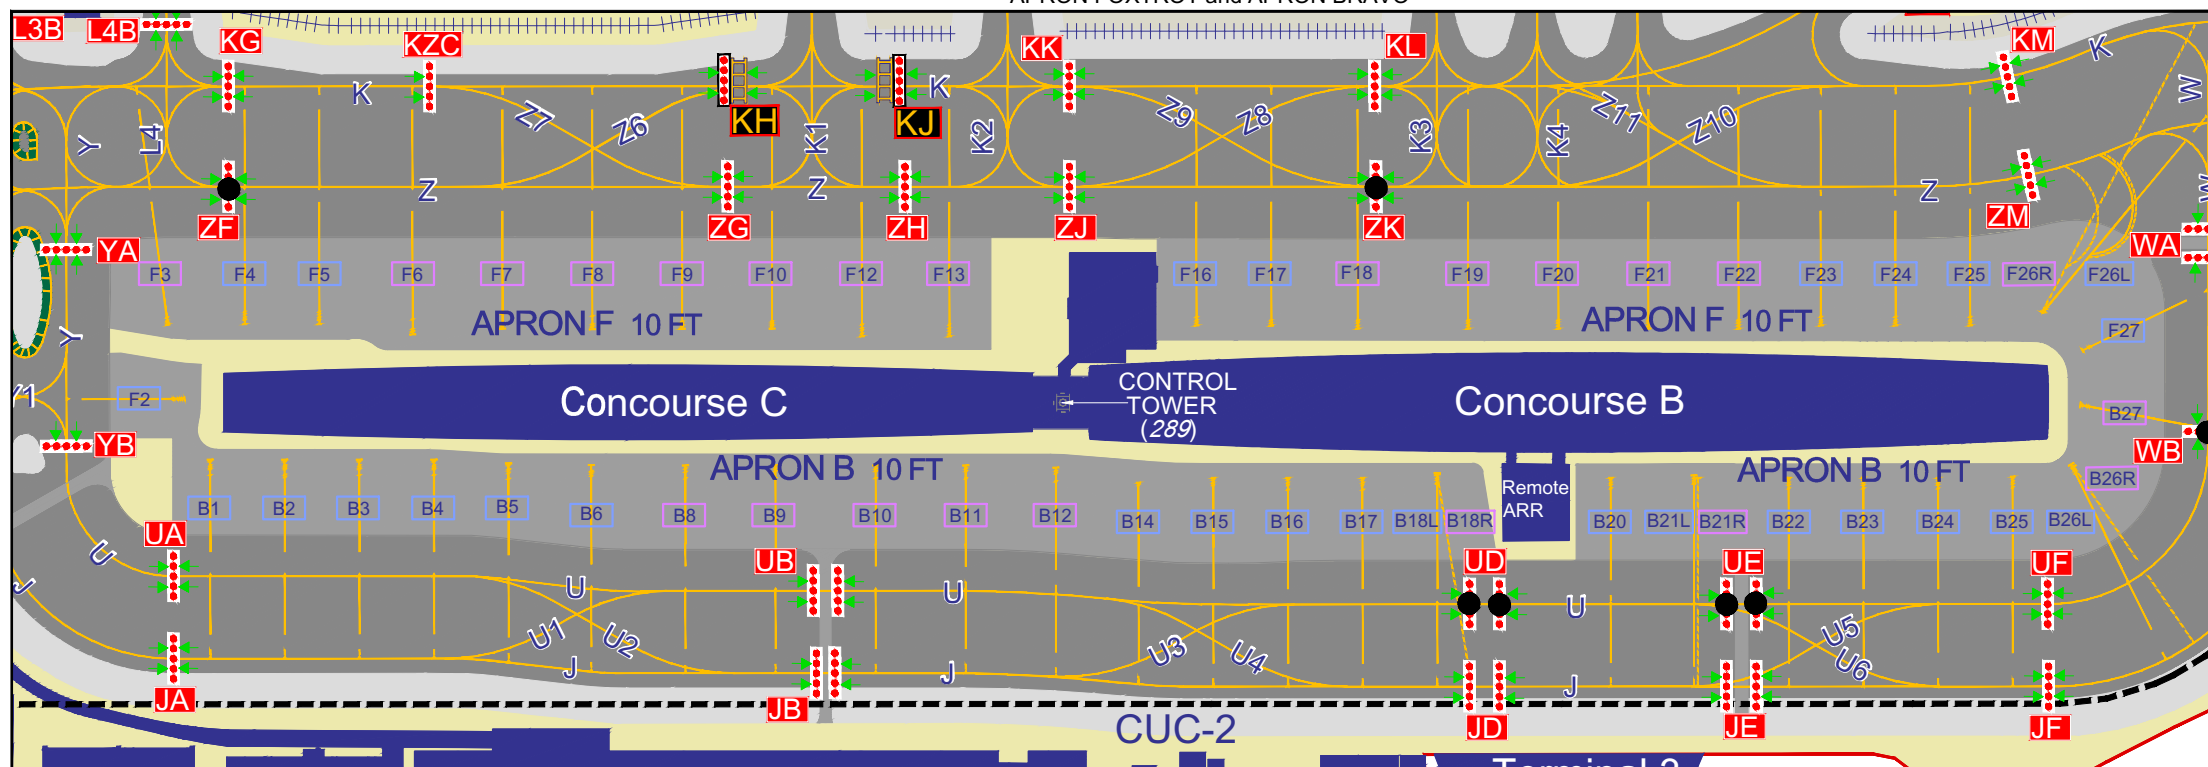 APRON FOXTROT and APRON BRAVO
L3B L4B KG KZC KK KL KM
K K K W
Z7 Z6 KH K1 KJ K2 Z9 Z8 K3 K4 Z11 Z10
Y L4
Z Z Z W
ZF ZG ZH ZJ ZK ZM
YA WA
F3 F4 F5 F6 F7 F8 F9 F10 F12 F13 F16 F17 F18 F19 F20 F21 F22 F23 F24 F25 F26R F26L
APRON F 10 FT APRON F 10 FT
Y F27
F2 Concourse C CONTROL
TOWER
(289)
Concourse B B27
Y1
YB WB
APRON B 10 FT APRON B 10 FT
B26R
B1 B2 B3 B4 B5 B6 B8 B9 B10 B11 B12 B14 B15 B16 B17 B18L B18R
Remote
ARR
B20 B21L B21R B22 B23 B24 B25 B26L
UA UB UD UE UF
U U U U
J U1 U2 U3 U4 U5 U6
J J J
JA JB JD JE JF
CUC-2